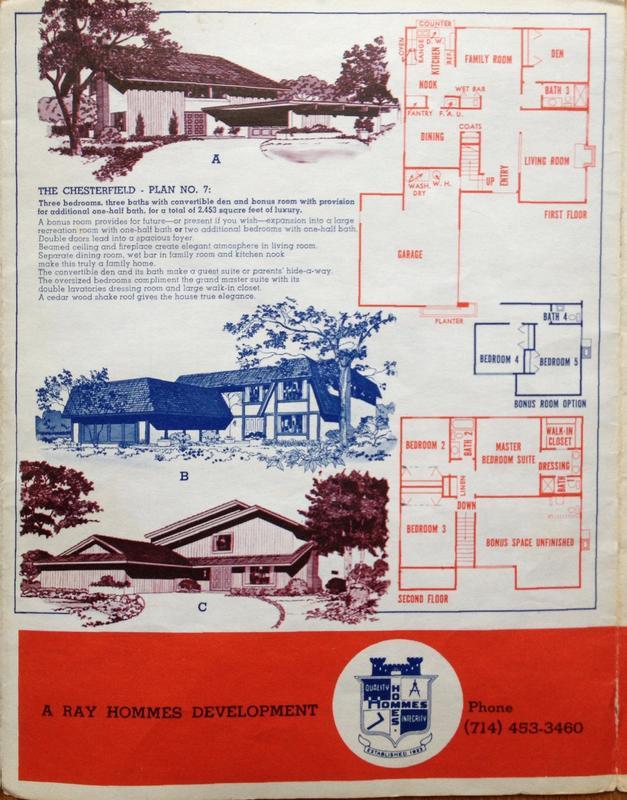 A
THE CHESTERFIELD - PLAN NO. 7:
Three bedrooms, three baths with convertible den and bonus room with provision
for additional one-half bath, for a total of 2,453 square feet of luxury.
A bonus room provides for future—or present if you wish—expansion into a large
recreation room with one-half bath or two additional bedrooms with one-half bath.
Double doors lead into a spacious foyer.
Beamed ceiling and fireplace create elegant atmosphere in living room.
Separate dining room, wet bar in family room and kitchen nook
make this truly a family home.
The convertible den and its bath make a guest suite or parents' hide-a-way.
The oversized bedrooms compliment the grand master suite with its
double lavatories dressing room and large walk-in closet.
A cedar wood shake roof gives the house true elegance.
B
C
COUNTER
OVEN
RANGE
D.W.
KITCHEN
REF.
FAMILY ROOM
DEN
NOOK
WET BAR
BATH 3
PANTRY
F.A.U.
DINING
COATS
LIVING ROOM
UP
ENTRY
WASH.
DRY
W.H.
FIRST FLOOR
GARAGE
PLANTER
BATH 4
BEDROOM 4
BEDROOM 5
BONUS ROOM OPTION
BEDROOM 2
BATH 2
MASTER
BEDROOM SUITE
WALK-IN
CLOSET
DRESSING
BATH 1
LINEN
DOWN
BEDROOM 3
BONUS SPACE UNFINISHED
SECOND FLOOR
A RAY HOMMES DEVELOPMENT
QUALITY
HOMMES
HOMES
INTEGRITY
Phone
(714) 453-3460